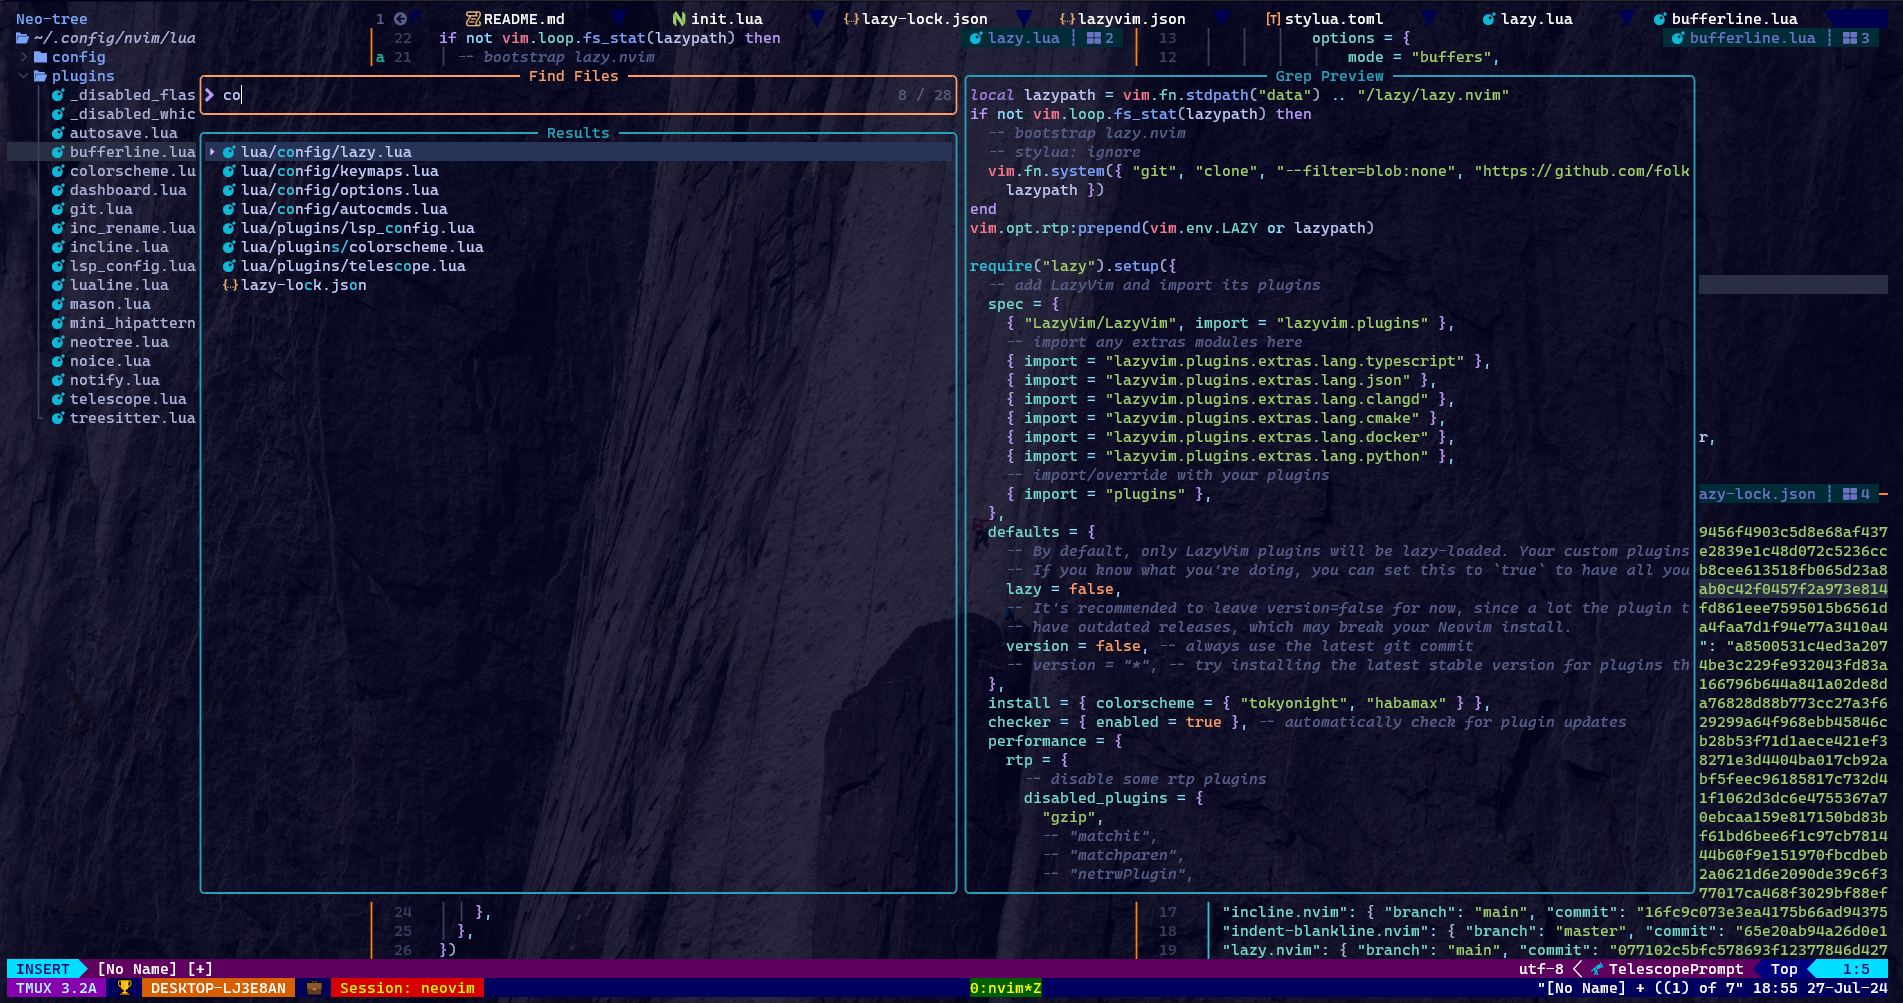 Neo-tree
~/.config/nvim/lua
config
plugins
_disabled_flas
_disabled_whic
autosave.lua
bufferline.lua
colorscheme.lu
dashboard.lua
git.lua
inc_rename.lua
incline.lua
lsp_config.lua
lualine.lua
mason.lua
mini_hipattern
neotree.lua
noice.lua
notify.lua
telescope.lua
treesitter.lua
1 README.md init.lua {..}lazy-lock.json {..}lazyvim.json [T]stylua.toml lazy.lua bufferline.lua
22 if not vim.loop.fs_stat(lazypath) then
a 21 -- bootstrap lazy.nvim
lazy.lua 2
13 options = {
12 mode = "buffers",
bufferline.lua 3
Find Files
co 8 / 28
Results
lua/config/lazy.lua
lua/config/keymaps.lua
lua/config/options.lua
lua/config/autocmds.lua
lua/plugins/lsp_config.lua
lua/plugins/colorscheme.lua
lua/plugins/telescope.lua
{..}lazy-lock.json
Grep Preview
local lazypath = vim.fn.stdpath("data") .. "/lazy/lazy.nvim"
if not vim.loop.fs_stat(lazypath) then
-- bootstrap lazy.nvim
-- stylua: ignore
vim.fn.system({ "git", "clone", "--filter=blob:none", "https://github.com/folk
lazypath })
end
vim.opt.rtp:prepend(vim.env.LAZY or lazypath)
require("lazy").setup({
-- add LazyVim and import its plugins
spec = {
{ "LazyVim/LazyVim", import = "lazyvim.plugins" },
-- import any extras modules here
{ import = "lazyvim.plugins.extras.lang.typescript" },
{ import = "lazyvim.plugins.extras.lang.json" },
{ import = "lazyvim.plugins.extras.lang.clangd" },
{ import = "lazyvim.plugins.extras.lang.cmake" },
{ import = "lazyvim.plugins.extras.lang.docker" },
{ import = "lazyvim.plugins.extras.lang.python" },
-- import/override with your plugins
{ import = "plugins" },
},
defaults = {
-- By default, only LazyVim plugins will be lazy-loaded. Your custom plugins
-- If you know what you're doing, you can set this to `true` to have all you
lazy = false,
-- It's recommended to leave version=false for now, since a lot the plugin t
-- have outdated releases, which may break your Neovim install.
version = false, -- always use the latest git commit
-- version = "*", -- try installing the latest stable version for plugins th
},
install = { colorscheme = { "tokyonight", "habamax" } },
checker = { enabled = true }, -- automatically check for plugin updates
performance = {
rtp = {
-- disable some rtp plugins
disabled_plugins = {
"gzip",
-- "matchit",
-- "matchparen",
-- "netrwPlugin",
r,
azy-lock.json 4
9456f4903c5d8e68af437
e2839e1c48d072c5236cc
b8cee613518fb065d23a8
ab0c42f0457f2a973e814
fd861eee7595015b6561d
a4faa7d1f94e77a3410a4
": "a8500531c4ed3a207
4be3c229fe932043fd83a
166796b644a841a02de8d
a76828d88b773cc27a3f6
29299a64f968ebb45846c
b28b53f71d1aece421ef3
8271e3d4404ba017cb92a
bf5feec96185817c732d4
1f1062d3dc6e4755367a7
0ebcaa159e817150bd83b
f61bd6bee6f1c97cb7814
44b60f9e151970fbcdbeb
2a0621d6e2090de39c6f3
77017ca468f3029bf88ef
24 },
25 },
26 })
17 "incline.nvim": { "branch": "main", "commit": "16fc9c073e3ea4175b66ad94375
18 "indent-blankline.nvim": { "branch": "master", "commit": "65e20ab94a26d0e1
19 "lazy.nvim": { "branch": "main", "commit": "077102c5bfc578693f12377846d427
INSERT [No Name] [+] utf-8 TelescopePrompt Top 1:5
TMUX 3.2A DESKTOP-LJ3E8AN Session: neovim 0:nvim*Z "[No Name] + ((1) of 7" 18:55 27-Jul-24